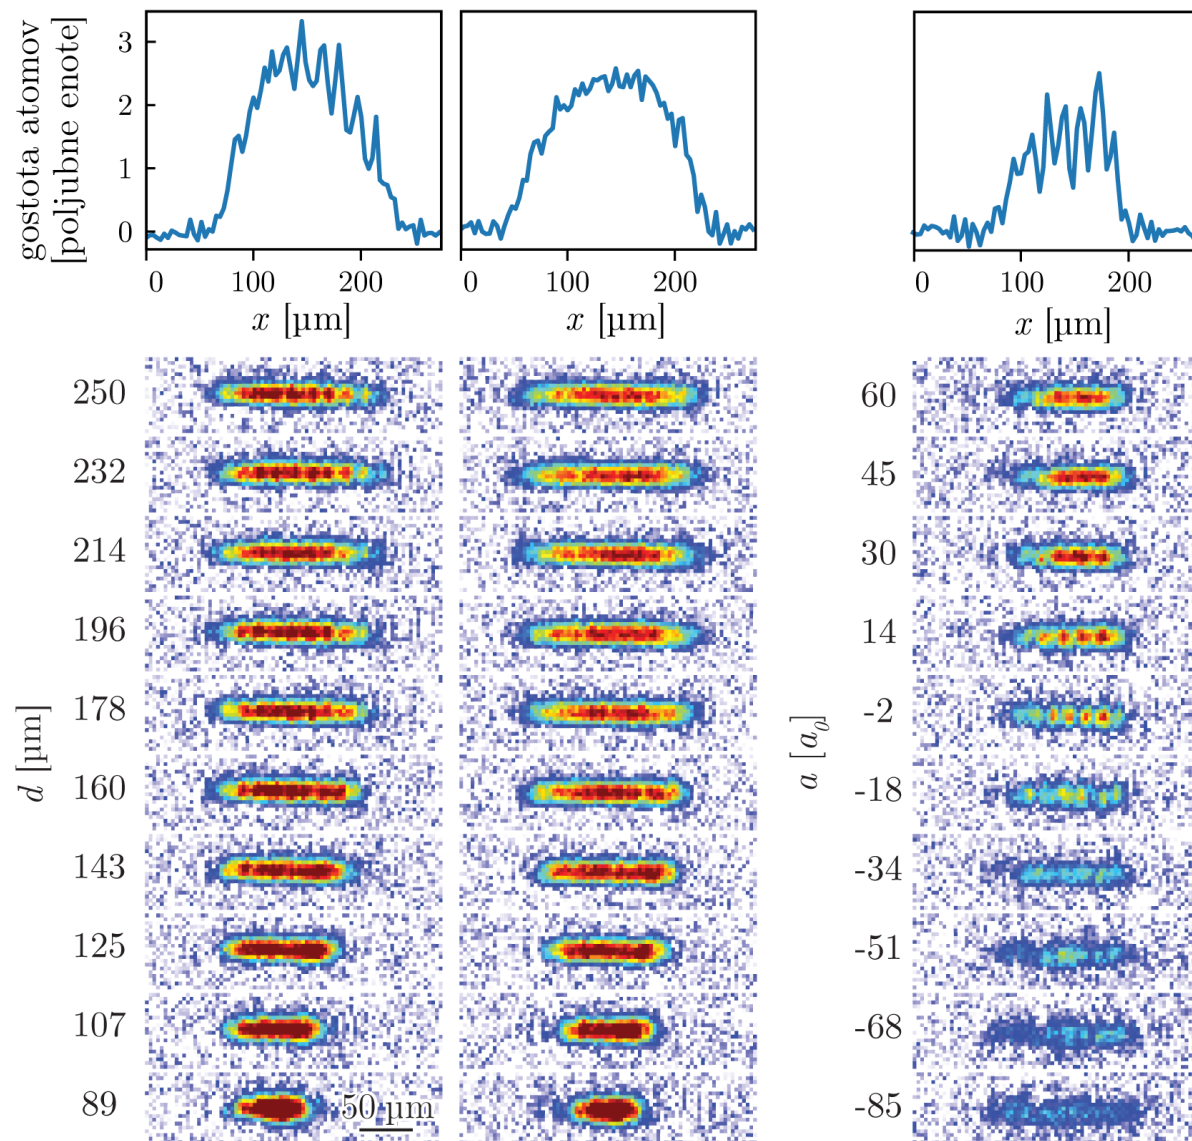 gostota atomov
[poljubne enote]
3
2
1
0
0 100 200
x [µm]
0 100 200
x [µm]
0 100 200
x [µm]
d [µm]
250
232
214
196
178
160
143
125
107
89
50 µm
a [a₀]
60
45
30
14
-2
-18
-34
-51
-68
-85